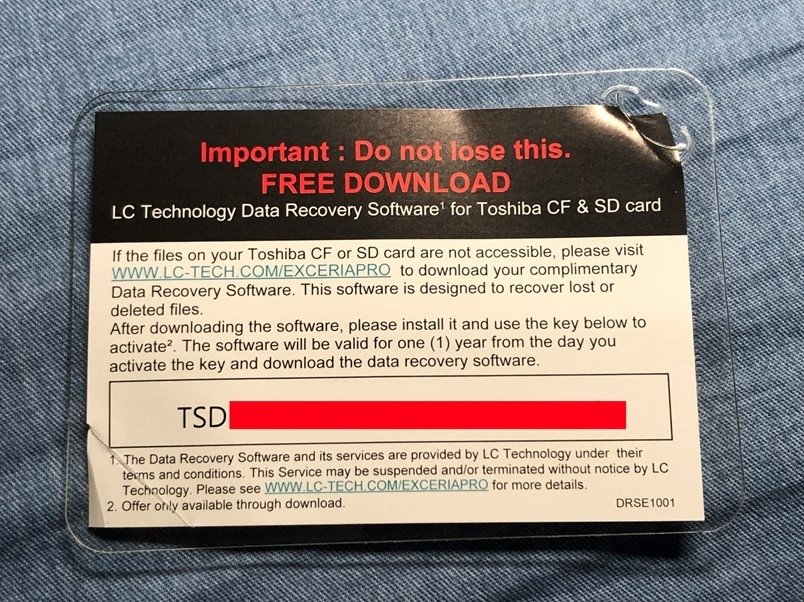 Important : Do not lose this.
FREE DOWNLOAD
LC Technology Data Recovery Software¹ for Toshiba CF & SD card
If the files on your Toshiba CF or SD card are not accessible, please visit
WWW.LC-TECH.COM/EXCERIAPRO to download your complimentary
Data Recovery Software. This software is designed to recover lost or
deleted files.
After downloading the software, please install it and use the key below to
activate². The software will be valid for one (1) year from the day you
activate the key and download the data recovery software.
TSD
1. The Data Recovery Software and its services are provided by LC Technology under their
terms and conditions. This Service may be suspended and/or terminated without notice by LC
Technology. Please see WWW.LC-TECH.COM/EXCERIAPRO for more details.
2. Offer only available through download.
DRSE1001